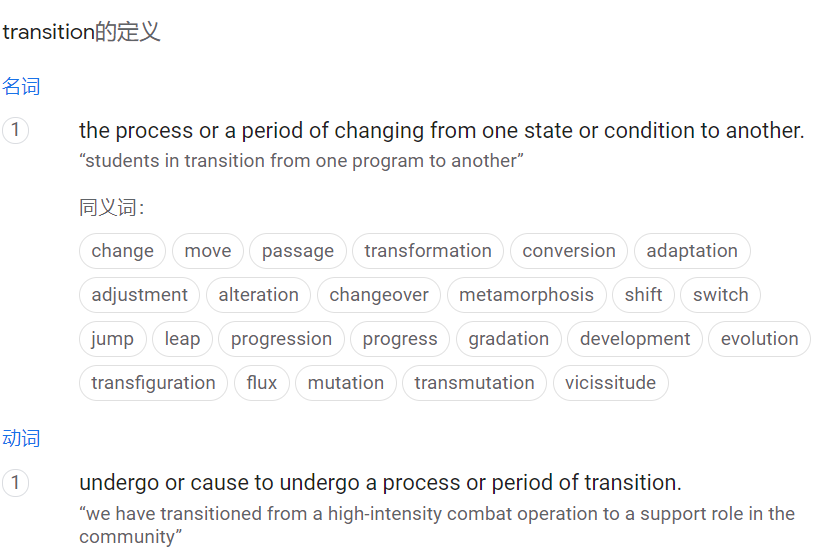 transition的定义
名词
1 the process or a period of changing from one state or condition to another.
“students in transition from one program to another”
同义词：
change move passage transformation conversion adaptation
adjustment alteration changeover metamorphosis shift switch
jump leap progression progress gradation development evolution
transfiguration flux mutation transmutation vicissitude
动词
1 undergo or cause to undergo a process or period of transition.
“we have transitioned from a high-intensity combat operation to a support role in the
community”